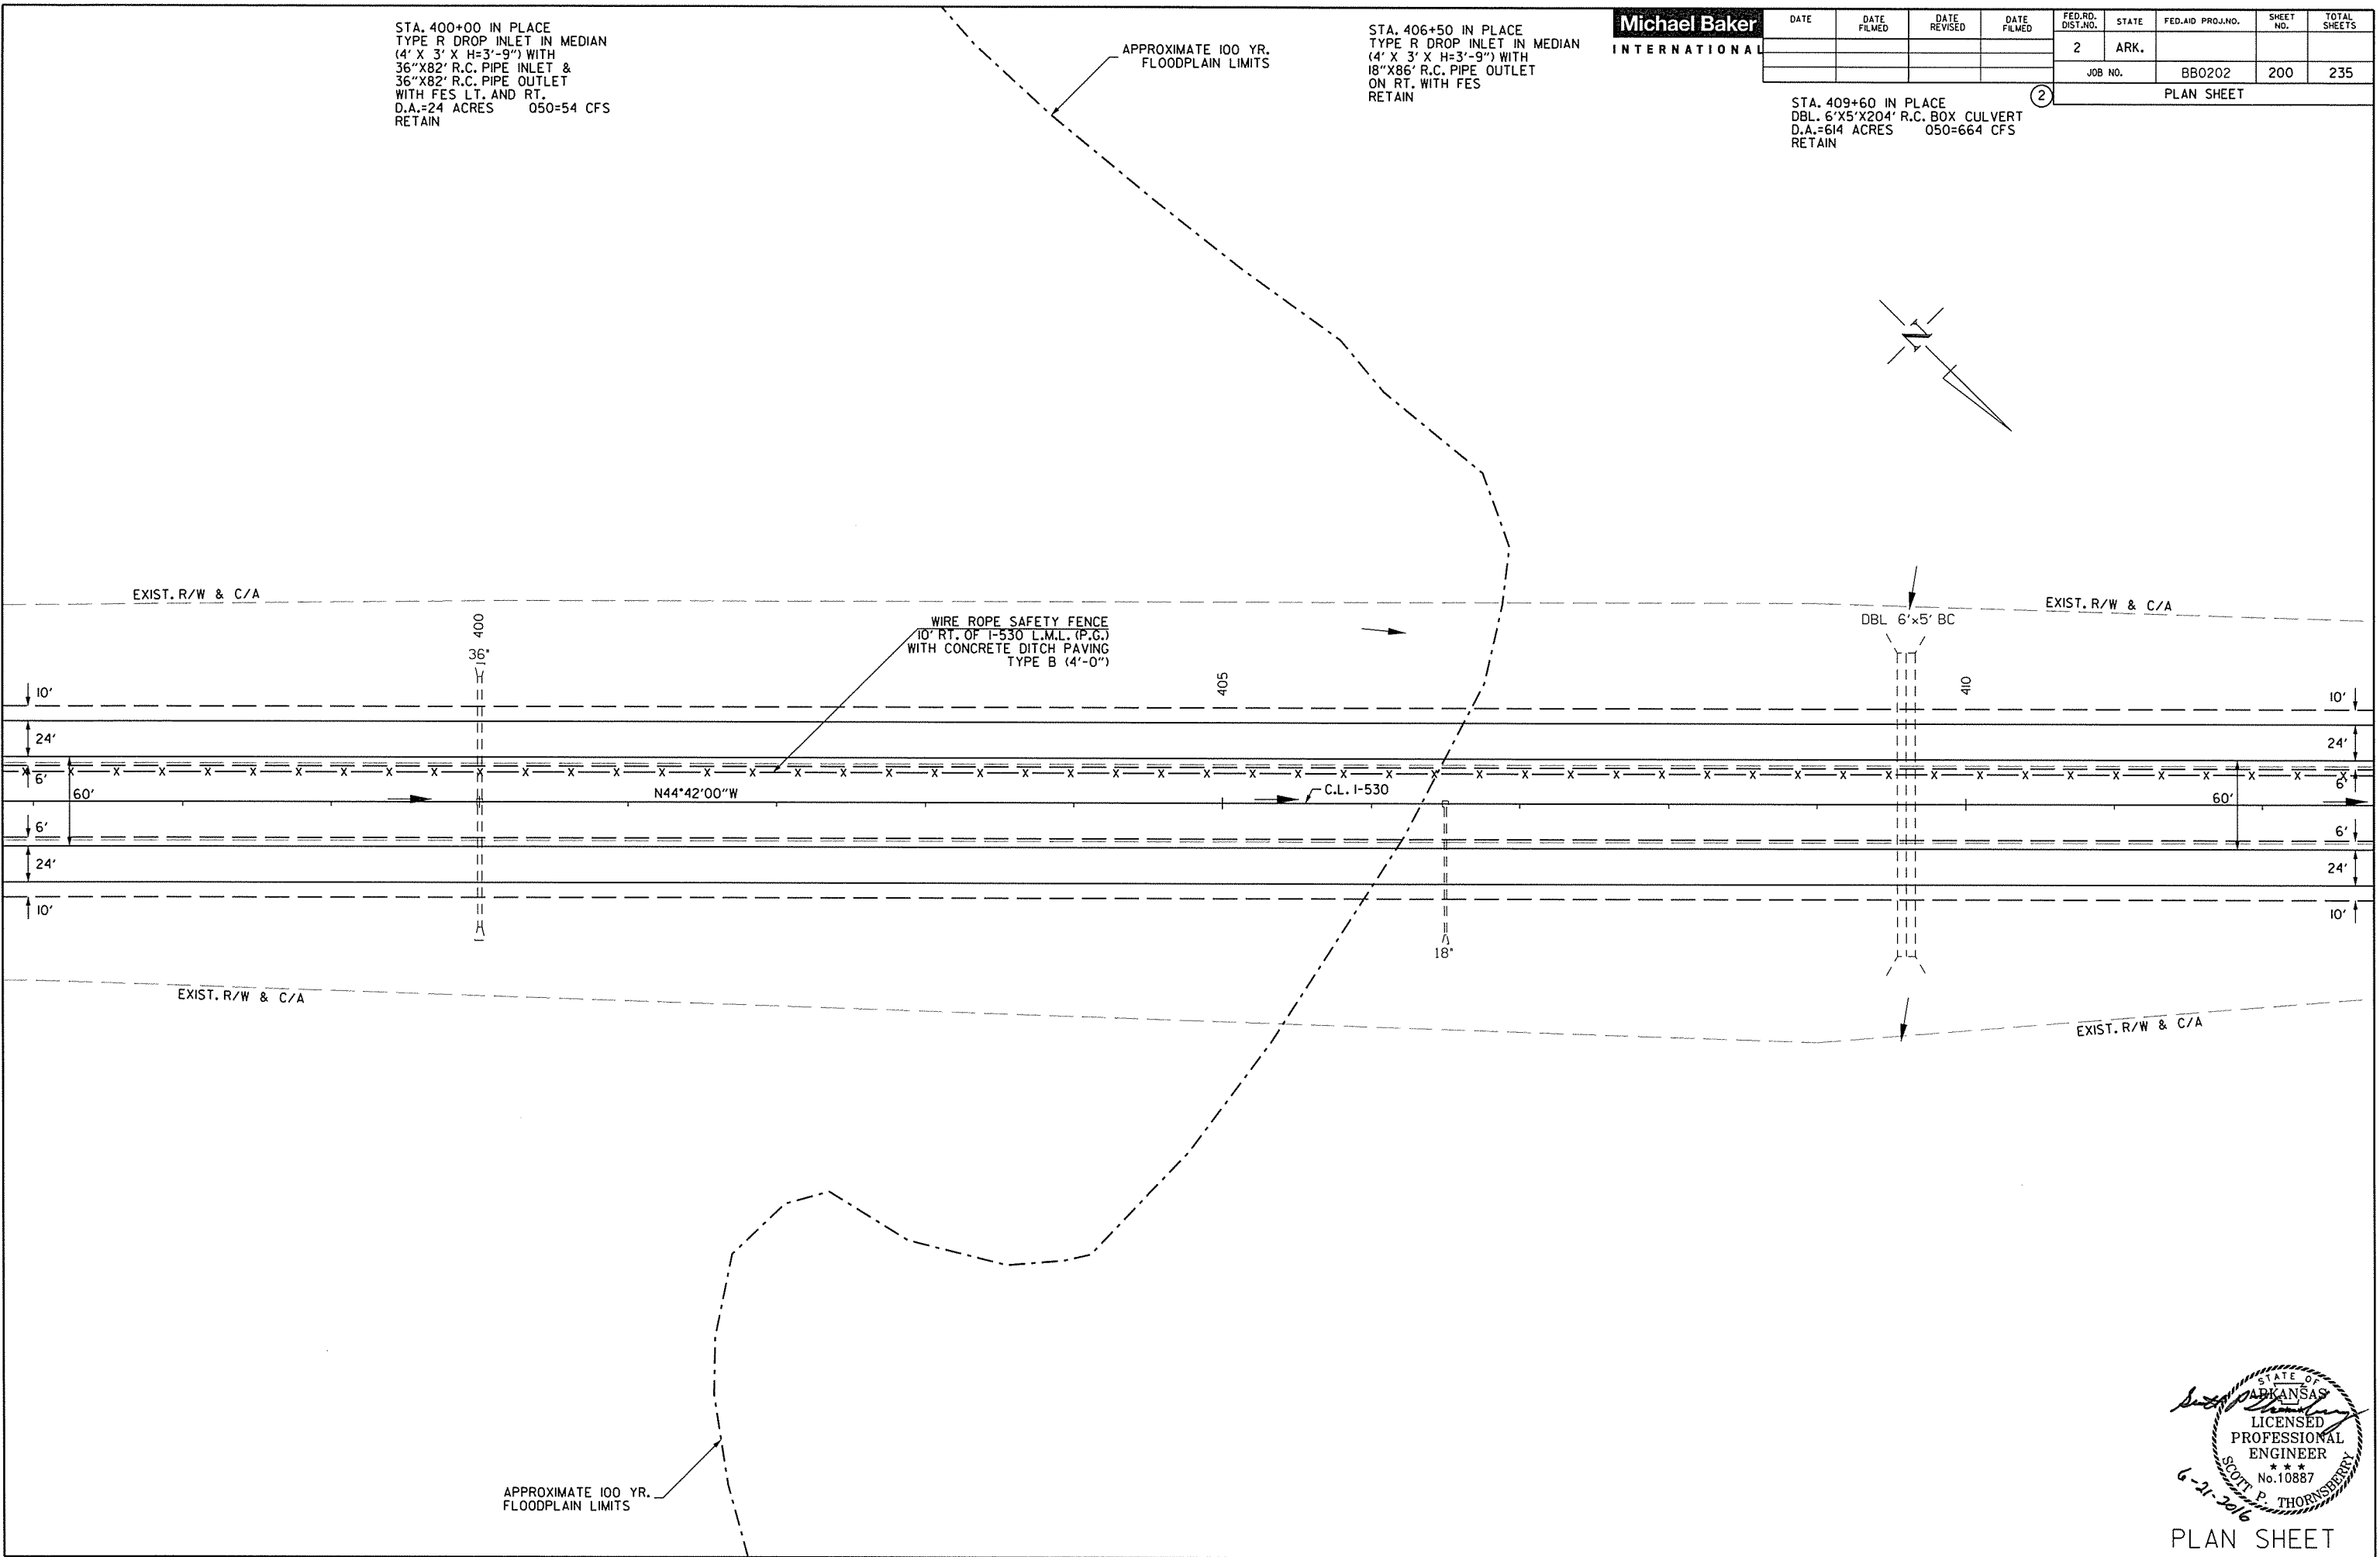 STA. 400+00 IN PLACE
TYPE R DROP INLET IN MEDIAN
(4' X 3' X H=3'-9") WITH
36"X82' R.C. PIPE INLET &
36"X82' R.C. PIPE OUTLET
WITH FES LT. AND RT.
D.A.=24 ACRES Q50=54 CFS
RETAIN
APPROXIMATE 100 YR.
FLOODPLAIN LIMITS
STA. 406+50 IN PLACE
TYPE R DROP INLET IN MEDIAN
(4' X 3' X H=3'-9") WITH
18"X86' R.C. PIPE OUTLET
ON RT. WITH FES
RETAIN
Michael Baker
INTERNATIONAL
DATE DATE FILMED DATE REVISED DATE FILMED FED.RD. DIST.NO. STATE FED.AID PROJ.NO. SHEET NO. TOTAL SHEETS
2 ARK.
JOB NO. BB0202 200 235
2 PLAN SHEET
STA. 409+60 IN PLACE
DBL. 6'X5'X204' R.C. BOX CULVERT
D.A.=614 ACRES Q50=664 CFS
RETAIN
N
EXIST. R/W & C/A
EXIST. R/W & C/A
400
36"
WIRE ROPE SAFETY FENCE
10' RT. OF I-530 L.M.L. (P.G.)
WITH CONCRETE DITCH PAVING
TYPE B (4'-0")
DBL 6'x5' BC
405
410
10'
10'
24'
24'
6'
6'
60'
N44°42'00"W
C.L. I-530
60'
6'
6'
24'
24'
10'
10'
18"
EXIST. R/W & C/A
EXIST. R/W & C/A
APPROXIMATE 100 YR.
FLOODPLAIN LIMITS
STATE OF
ARKANSAS
LICENSED
PROFESSIONAL
ENGINEER
★ ★ ★
No.10887
SCOTT P. THORNSBERRY
6-21-2016
PLAN SHEET